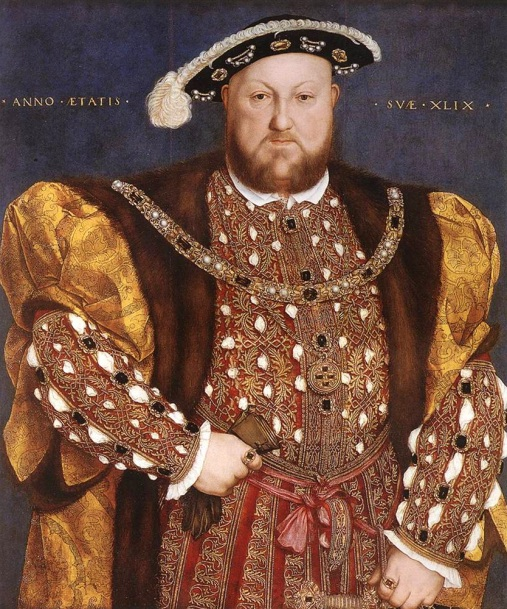 · ANNO · ÆTATIS ·
· SVÆ · XLIX ·